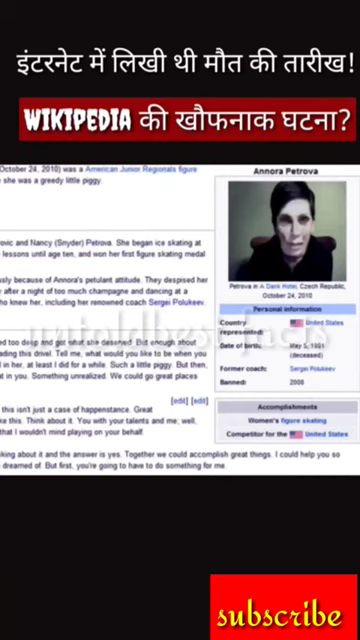 इंटरनेट में लिखी थी मौत की तारीख!
WIKIPEDIA की खौफनाक घटना?
October 24, 2010) was a American Junior Regionals figure
she was a greedy little piggy.
ovic and Nancy (Snyder) Petrova. She began ice skating at
lessons until age ten, and won her first figure skating medal
usly because of Annora's petulant attitude. They despised her
after a night of too much champagne and dancing at a
ho knew her, including her renowned coach Sergei Polukeev.
ed too deep and got what she deserved. But enough about
ading this drivel. Tell me, what would you like to be when you
d in her, at least I did for a while. Such a little piggy. But then,
at in you. Something unrealized. We could go great places
[edit] [edit]
this isn't just a case of happenstance. Great
ke this. Think about it. You with your talents and me; well,
that I wouldn't mind playing on your behalf.
king about it and the answer is yes. Together we could accomplish great things. I could help you so
dreamed of. But first, you're going to have to do something for me.
Annora Petrova
Petrova in A Dark Hotel, Czech Republic,
October 24, 2010
Personal information
Country represented: United States
Date of birth: May 5, 1991 (deceased)
Former coach: Sergei Polukeev
Banned: 2008
Accomplishments
Women's figure skating
Competitor for the United States
untoldbestfacts
subscribe